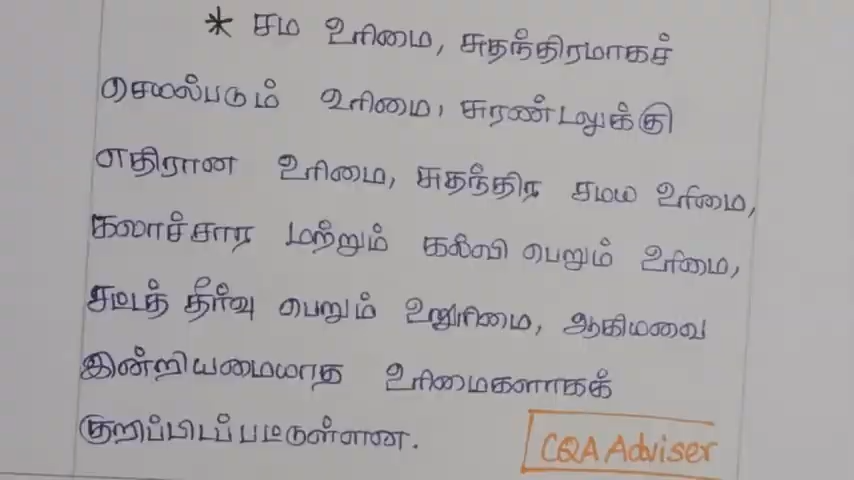 * சம உரிமை, சுதந்திரமாகச்
செயல்படும் உரிமை, சுரண்டலுக்கு
எதிரான உரிமை, சுதந்திர சமய உரிமை,
கலாச்சார மற்றும் கல்வி பெறும் உரிமை,
சட்டத் தீர்வு பெறும் உறுரிமை, ஆகியவை
இன்றியமையாத உரிமைகளாகக்
குறிப்பிடப்பட்டுள்ளன.
CQA Adviser